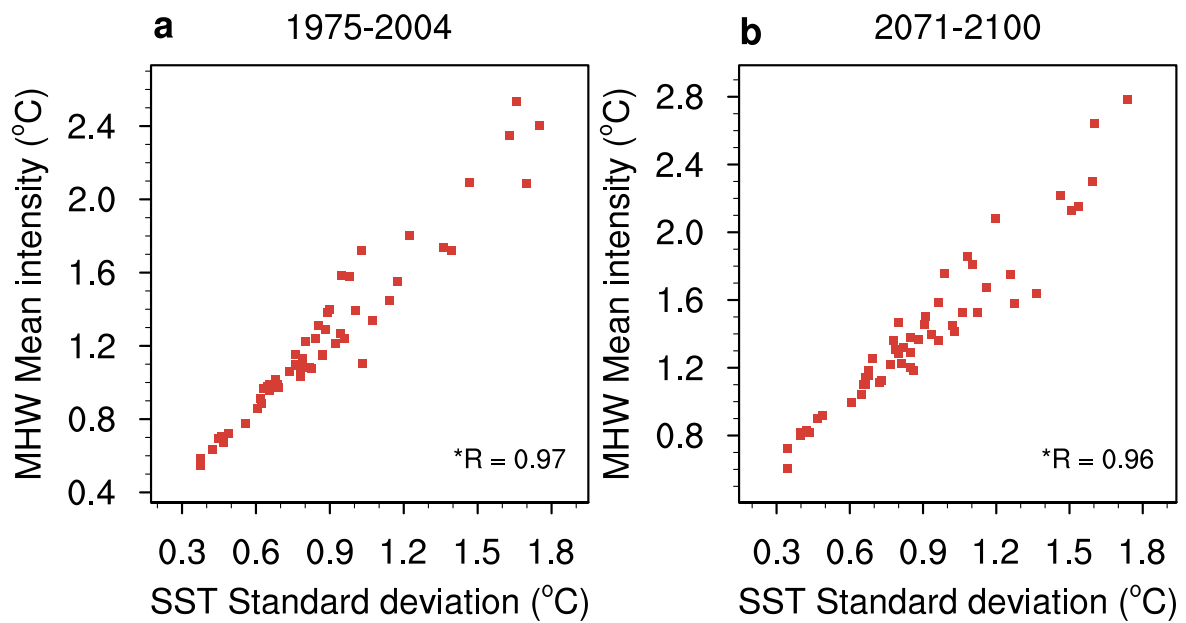 a 1975-2004
MHW Mean intensity (°C)
2.4
2.0
1.6
1.2
0.8
0.4
*R = 0.97
0.3 0.6 0.9 1.2 1.5 1.8
SST Standard deviation (°C)
b 2071-2100
MHW Mean intensity (°C)
2.8
2.4
2.0
1.6
1.2
0.8
*R = 0.96
0.3 0.6 0.9 1.2 1.5 1.8
SST Standard deviation (°C)